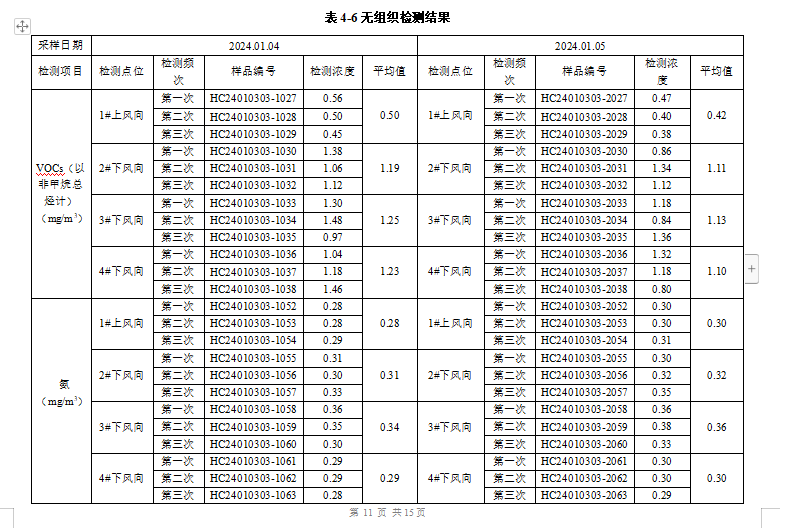 表 4-6 无组织检测结果
采样日期 2024.01.04 2024.01.05
检测项目 检测点位 检测频次 样品编号 检测浓度 平均值 检测点位 检测频次 样品编号 检测浓度 平均值
VOCs（以非甲烷总烃计）（mg/m³）
1#上风向 第一次 HC24010303-1027 0.56 0.50 1#上风向 第一次 HC24010303-2027 0.47 0.42
第二次 HC24010303-1028 0.50 第二次 HC24010303-2028 0.40
第三次 HC24010303-1029 0.45 第三次 HC24010303-2029 0.38
2#下风向 第一次 HC24010303-1030 1.38 1.19 2#下风向 第一次 HC24010303-2030 0.86 1.11
第二次 HC24010303-1031 1.06 第二次 HC24010303-2031 1.34
第三次 HC24010303-1032 1.12 第三次 HC24010303-2032 1.12
3#下风向 第一次 HC24010303-1033 1.30 1.25 3#下风向 第一次 HC24010303-2033 1.18 1.13
第二次 HC24010303-1034 1.48 第二次 HC24010303-2034 0.84
第三次 HC24010303-1035 0.97 第三次 HC24010303-2035 1.36
4#下风向 第一次 HC24010303-1036 1.04 1.23 4#下风向 第一次 HC24010303-2036 1.32 1.10
第二次 HC24010303-1037 1.18 第二次 HC24010303-2037 1.18
第三次 HC24010303-1038 1.46 第三次 HC24010303-2038 0.80
氨（mg/m³）
1#上风向 第一次 HC24010303-1052 0.28 0.28 1#上风向 第一次 HC24010303-2052 0.30 0.30
第二次 HC24010303-1053 0.28 第二次 HC24010303-2053 0.30
第三次 HC24010303-1054 0.29 第三次 HC24010303-2054 0.31
2#下风向 第一次 HC24010303-1055 0.31 0.31 2#下风向 第一次 HC24010303-2055 0.30 0.32
第二次 HC24010303-1056 0.30 第二次 HC24010303-2056 0.32
第三次 HC24010303-1057 0.33 第三次 HC24010303-2057 0.35
3#下风向 第一次 HC24010303-1058 0.36 0.34 3#下风向 第一次 HC24010303-2058 0.36 0.36
第二次 HC24010303-1059 0.35 第二次 HC24010303-2059 0.38
第三次 HC24010303-1060 0.30 第三次 HC24010303-2060 0.33
4#下风向 第一次 HC24010303-1061 0.29 0.29 4#下风向 第一次 HC24010303-2061 0.30 0.30
第二次 HC24010303-1062 0.29 第二次 HC24010303-2062 0.30
第三次 HC24010303-1063 0.28 第三次 HC24010303-2063 0.29
第 11 页 共 15 页